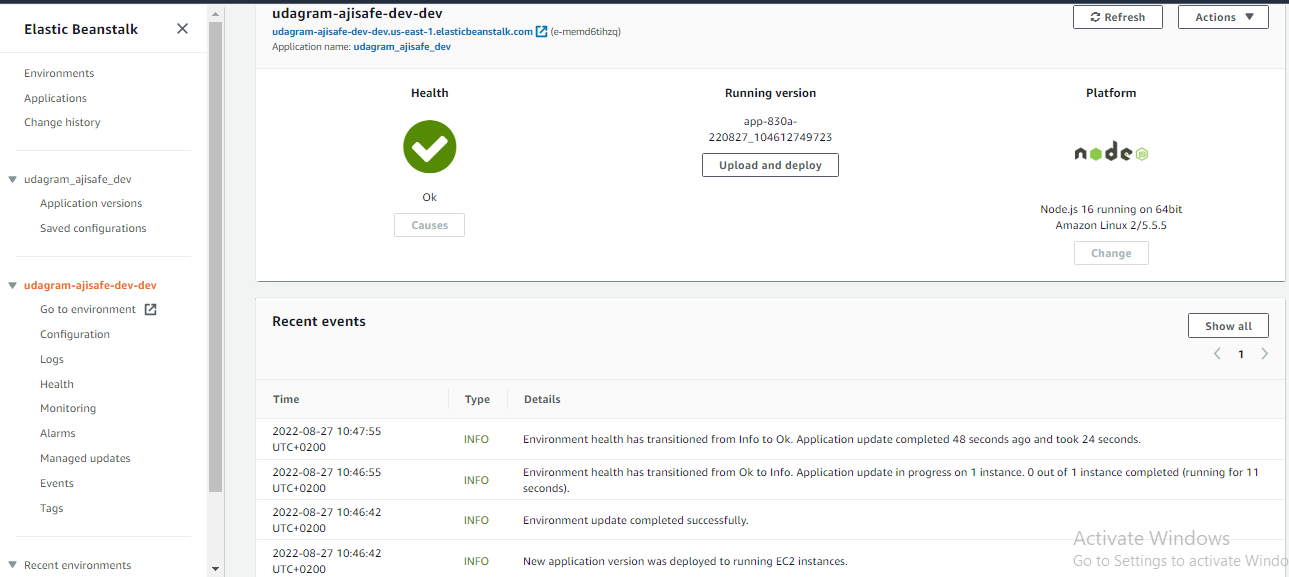 Elastic Beanstalk
Environments
Applications
Change history
udagram_ajisafe_dev
Application versions
Saved configurations
udagram-ajisafe-dev-dev
Go to environment
Configuration
Logs
Health
Monitoring
Alarms
Managed updates
Events
Tags
Recent environments
udagram-ajisafe-dev-dev
udagram-ajisafe-dev-dev.us-east-1.elasticbeanstalk.com (e-memd6tihzq)
Application name: udagram_ajisafe_dev
Refresh
Actions
Health
Ok
Causes
Running version
app-830a-
220827_104612749723
Upload and deploy
Platform
node JS
Node.js 16 running on 64bit
Amazon Linux 2/5.5.5
Change
Recent events
Show all
1
Time Type Details
2022-08-27 10:47:55
UTC+0200
INFO
Environment health has transitioned from Info to Ok. Application update completed 48 seconds ago and took 24 seconds.
2022-08-27 10:46:55
UTC+0200
INFO
Environment health has transitioned from Ok to Info. Application update in progress on 1 instance. 0 out of 1 instance completed (running for 11
seconds).
2022-08-27 10:46:42
UTC+0200
INFO
Environment update completed successfully.
2022-08-27 10:46:42
UTC+0200
INFO
New application version was deployed to running EC2 instances.
Activate Windows
Go to Settings to activate Windo